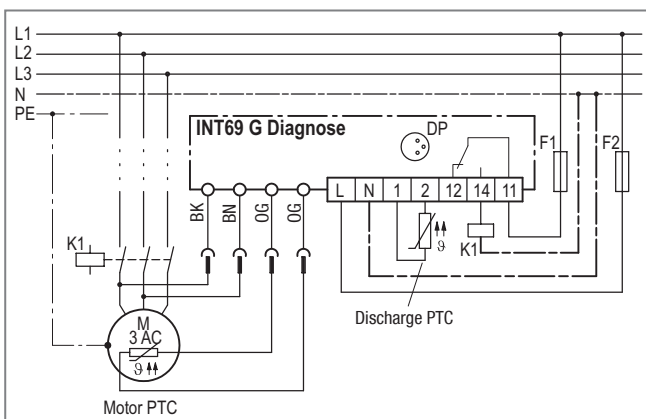 L1
L2
L3
N
PE
INT69 G Diagnose
DP
F1
F2
L N 1 2 12 14 11
BK
BN
OG
OG
K1
K1
ϑ
Discharge PTC
M
3 AC
ϑ
Motor PTC